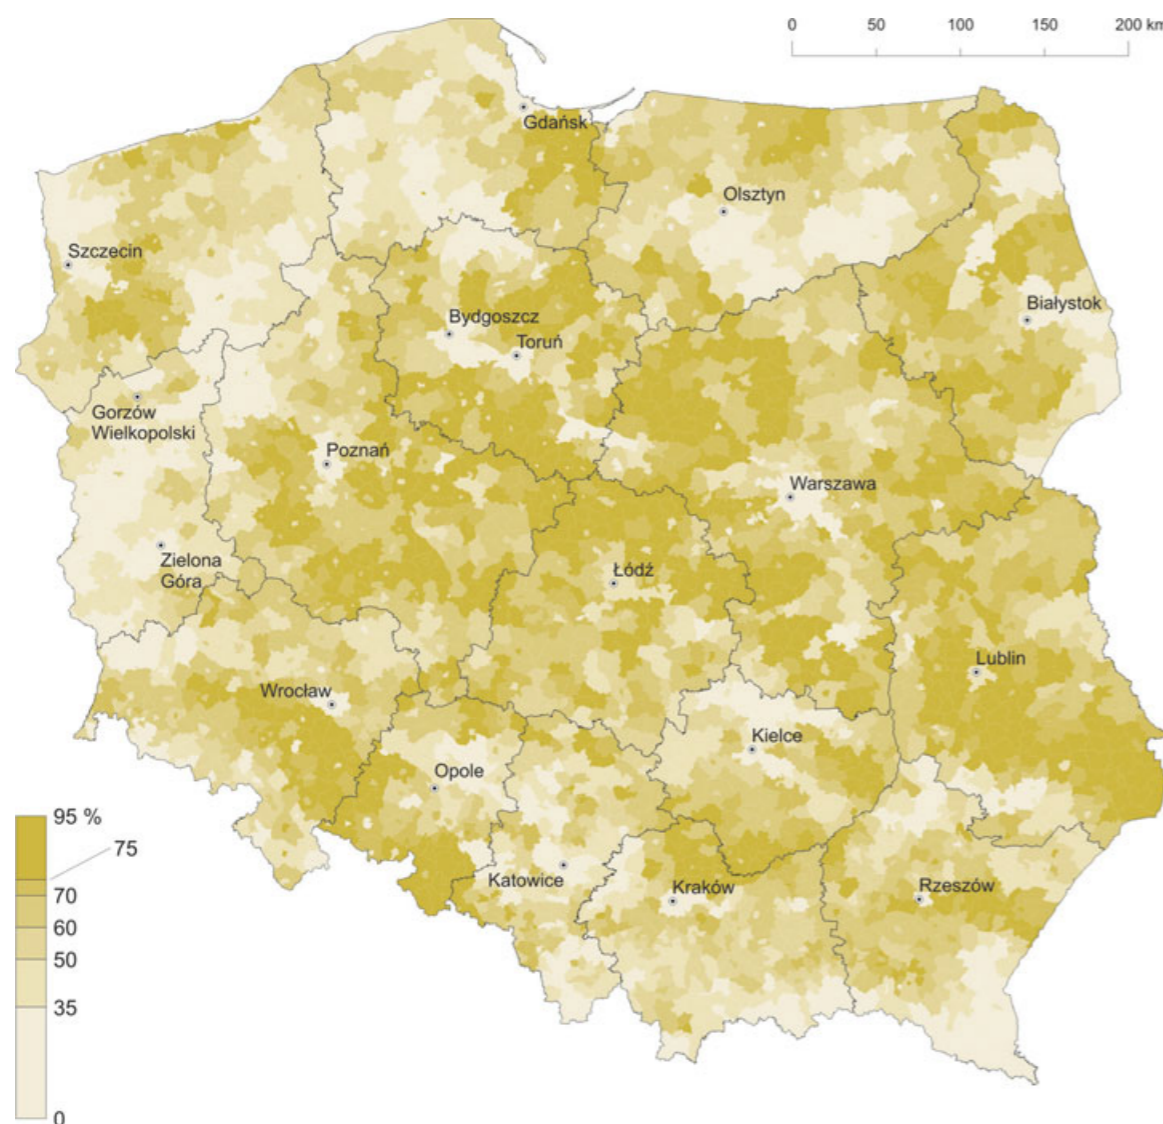 0 50 100 150 200 km
Gdańsk
Olsztyn
Szczecin
Białystok
Bydgoszcz
Toruń
Gorzów
Wielkopolski
Poznań
Warszawa
Zielona
Góra
Łódź
Lublin
Wrocław
Kielce
Opole
95 %
75
Katowice
Kraków
Rzeszów
70
60
50
35
0